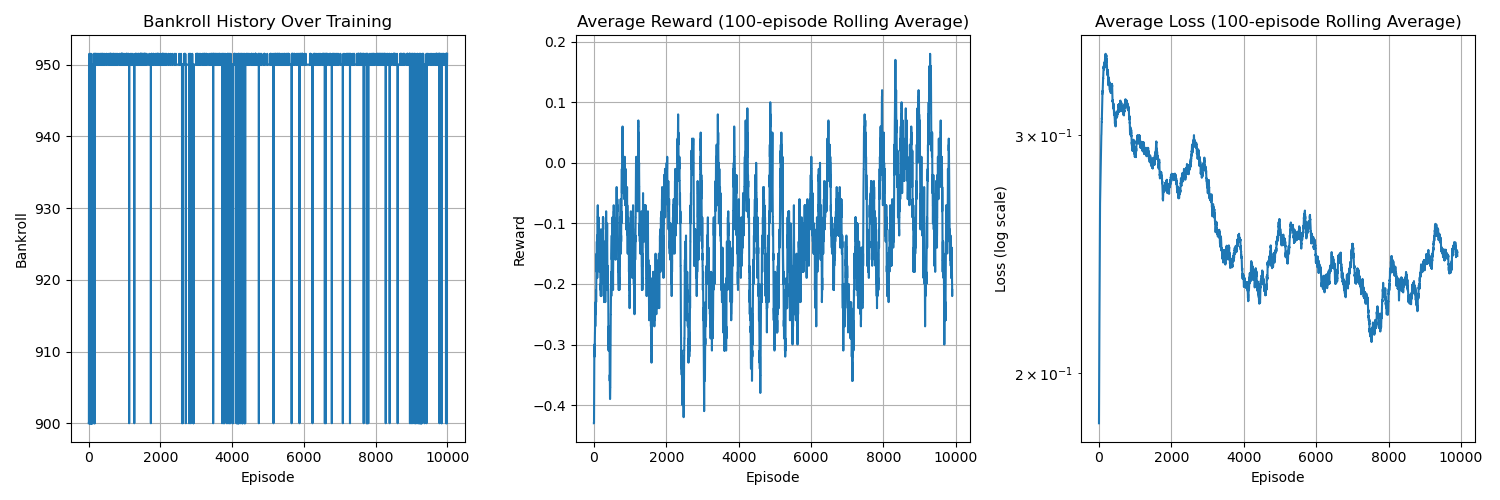 Bankroll History Over Training
Bankroll
950
940
930
920
910
900
0
2000
4000
6000
8000
10000
Episode
Average Reward (100-episode Rolling Average)
Reward
0.2
0.1
0.0
−0.1
−0.2
−0.3
−0.4
0
2000
4000
6000
8000
10000
Episode
Average Loss (100-episode Rolling Average)
Loss (log scale)
3 × 10⁻¹
2 × 10⁻¹
0
2000
4000
6000
8000
10000
Episode